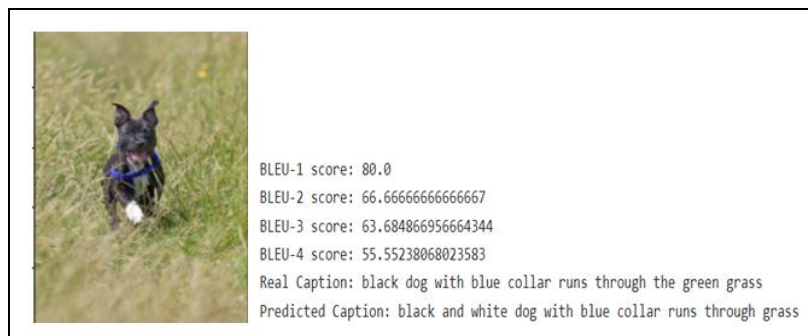 BLEU-1 score: 80.0
BLEU-2 score: 66.66666666666667
BLEU-3 score: 63.684866956664344
BLEU-4 score: 55.55238068023583
Real Caption: black dog with blue collar runs through the green grass
Predicted Caption: black and white dog with blue collar runs through grass